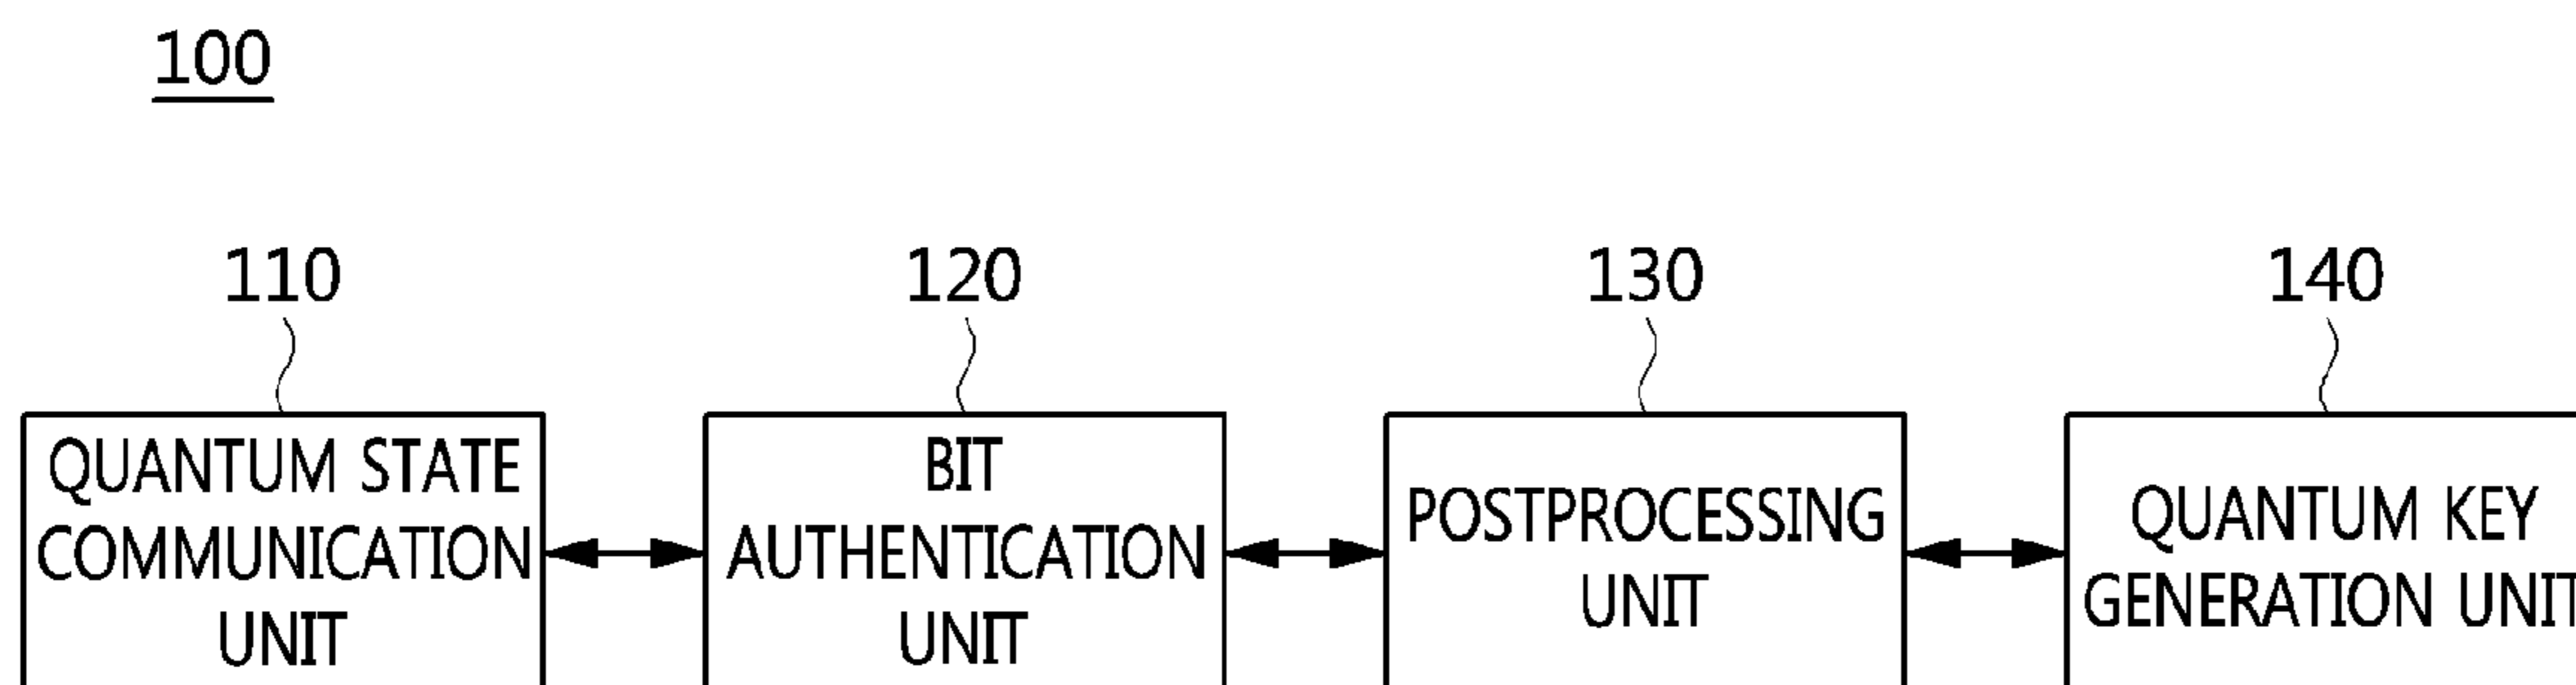 100
110
120
130
140
QUANTUM STATE
COMMUNICATION
UNIT
BIT
AUTHENTICATION
UNIT
POSTPROCESSING
UNIT
QUANTUM KEY
GENERATION UNIT